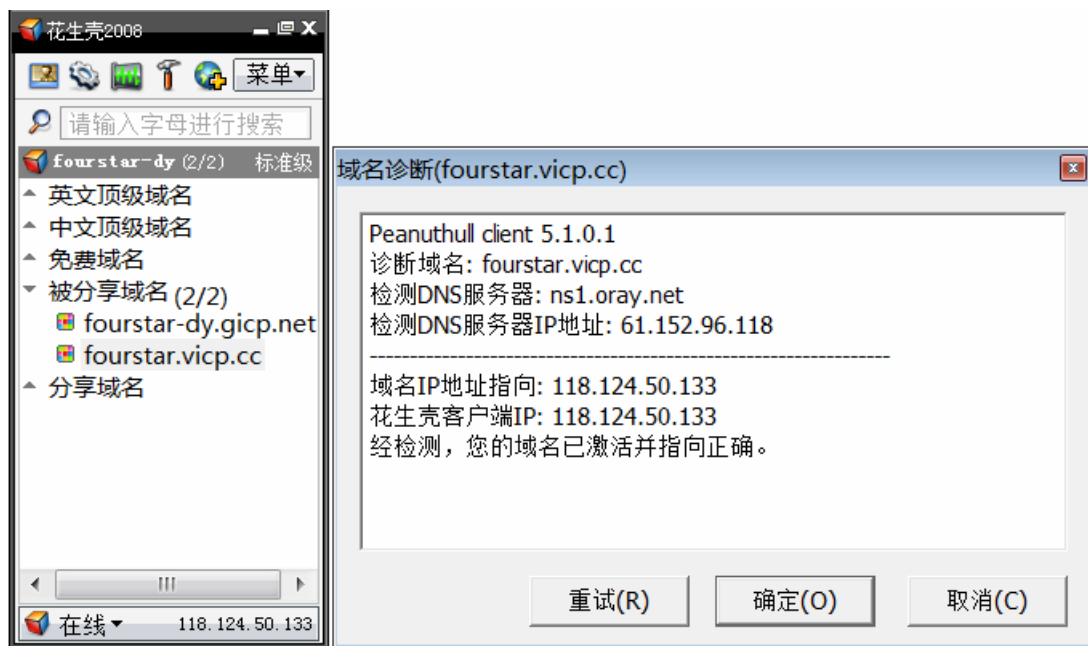 花生壳2008
菜单
请输入字母进行搜索
fourstar-dy (2/2) 标准级
英文顶级域名
中文顶级域名
免费域名
被分享域名 (2/2)
fourstar-dy.gicp.net
fourstar.vicp.cc
分享域名
在线 118.124.50.133
域名诊断(fourstar.vicp.cc)
Peanuthull client 5.1.0.1
诊断域名: fourstar.vicp.cc
检测DNS服务器: ns1.oray.net
检测DNS服务器IP地址: 61.152.96.118
----------------------------------------------------------------
域名IP地址指向: 118.124.50.133
花生壳客户端IP: 118.124.50.133
经检测，您的域名已激活并指向正确。
重试(R) 确定(O) 取消(C)